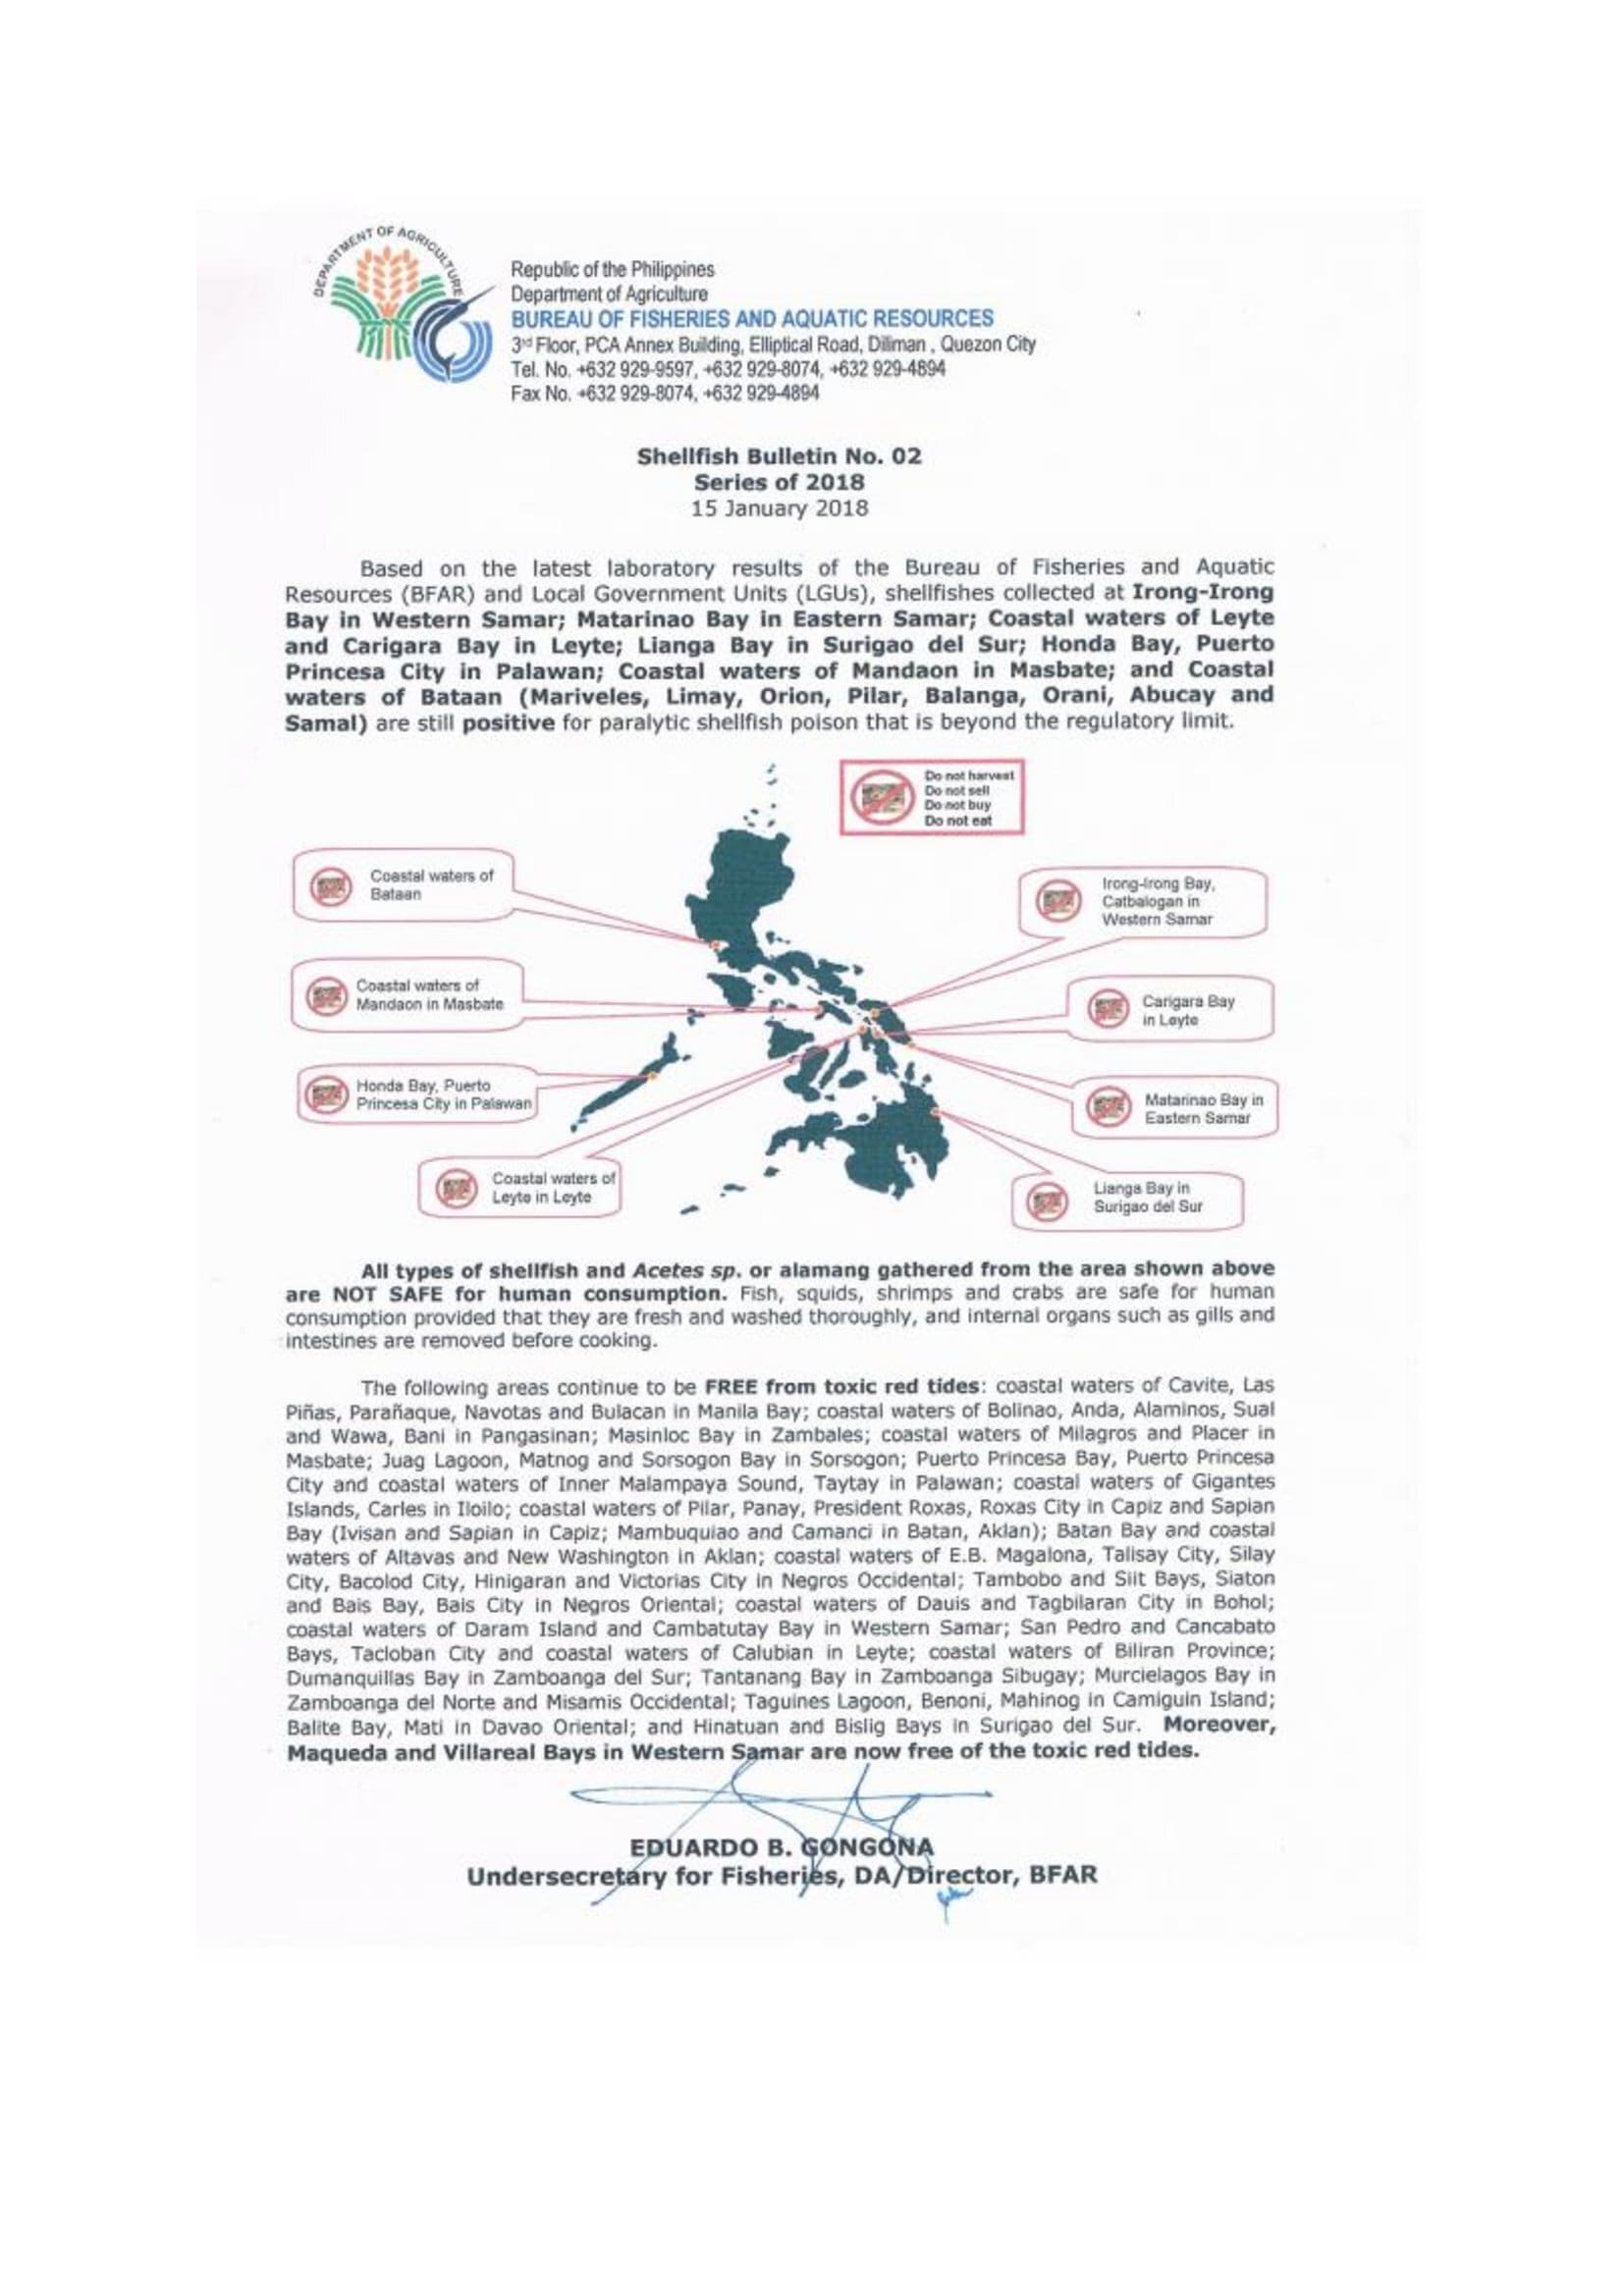 DEPARTMENT OF AGRICULTURE
Republic of the Philippines
Department of Agriculture
BUREAU OF FISHERIES AND AQUATIC RESOURCES
3rd Floor, PCA Annex Building, Elliptical Road, Diliman , Quezon City
Tel. No. +632 929-9597, +632 929-8074, +632 929-4894
Fax No. +632 929-8074, +632 929-4894
Shellfish Bulletin No. 02
Series of 2018
15 January 2018
Based on the latest laboratory results of the Bureau of Fisheries and Aquatic
Resources (BFAR) and Local Government Units (LGUs), shellfishes collected at Irong-Irong
Bay in Western Samar; Matarinao Bay in Eastern Samar; Coastal waters of Leyte
and Carigara Bay in Leyte; Lianga Bay in Surigao del Sur; Honda Bay, Puerto
Princesa City in Palawan; Coastal waters of Mandaon in Masbate; and Coastal
waters of Bataan (Mariveles, Limay, Orion, Pilar, Balanga, Orani, Abucay and
Samal) are still positive for paralytic shellfish poison that is beyond the regulatory limit.
Do not harvest
Do not sell
Do not buy
Do not eat
Coastal waters of
Bataan
Irong-Irong Bay,
Catbalogan in
Western Samar
Coastal waters of
Mandaon in Masbate
Carigara Bay
in Leyte
Honda Bay, Puerto
Princesa City in Palawan
Matarinao Bay in
Eastern Samar
Coastal waters of
Leyte in Leyte
Lianga Bay in
Surigao del Sur
All types of shellfish and Acetes sp. or alamang gathered from the area shown above
are NOT SAFE for human consumption. Fish, squids, shrimps and crabs are safe for human
consumption provided that they are fresh and washed thoroughly, and internal organs such as gills and
intestines are removed before cooking.
The following areas continue to be FREE from toxic red tides: coastal waters of Cavite, Las
Piñas, Parañaque, Navotas and Bulacan in Manila Bay; coastal waters of Bolinao, Anda, Alaminos, Sual
and Wawa, Bani in Pangasinan; Masinloc Bay in Zambales; coastal waters of Milagros and Placer in
Masbate; Juag Lagoon, Matnog and Sorsogon Bay in Sorsogon; Puerto Princesa Bay, Puerto Princesa
City and coastal waters of Inner Malampaya Sound, Taytay in Palawan; coastal waters of Gigantes
Islands, Carles in Iloilo; coastal waters of Pilar, Panay, President Roxas, Roxas City in Capiz and Sapian
Bay (Ivisan and Sapian in Capiz; Mambuquiao and Camanci in Batan, Aklan); Batan Bay and coastal
waters of Altavas and New Washington in Aklan; coastal waters of E.B. Magalona, Talisay City, Silay
City, Bacolod City, Hinigaran and Victorias City in Negros Occidental; Tambobo and Siit Bays, Siaton
and Bais Bay, Bais City in Negros Oriental; coastal waters of Dauis and Tagbilaran City in Bohol;
coastal waters of Daram Island and Cambatutay Bay in Western Samar; San Pedro and Cancabato
Bays, Tacloban City and coastal waters of Calubian in Leyte; coastal waters of Biliran Province;
Dumanquillas Bay in Zamboanga del Sur; Tantanang Bay in Zamboanga Sibugay; Murcielagos Bay in
Zamboanga del Norte and Misamis Occidental; Taguines Lagoon, Benoni, Mahinog in Camiguin Island;
Balite Bay, Mati in Davao Oriental; and Hinatuan and Bislig Bays in Surigao del Sur. Moreover,
Maqueda and Villareal Bays in Western Samar are now free of the toxic red tides.
EDUARDO B. GONGONA
Undersecretary for Fisheries, DA/Director, BFAR